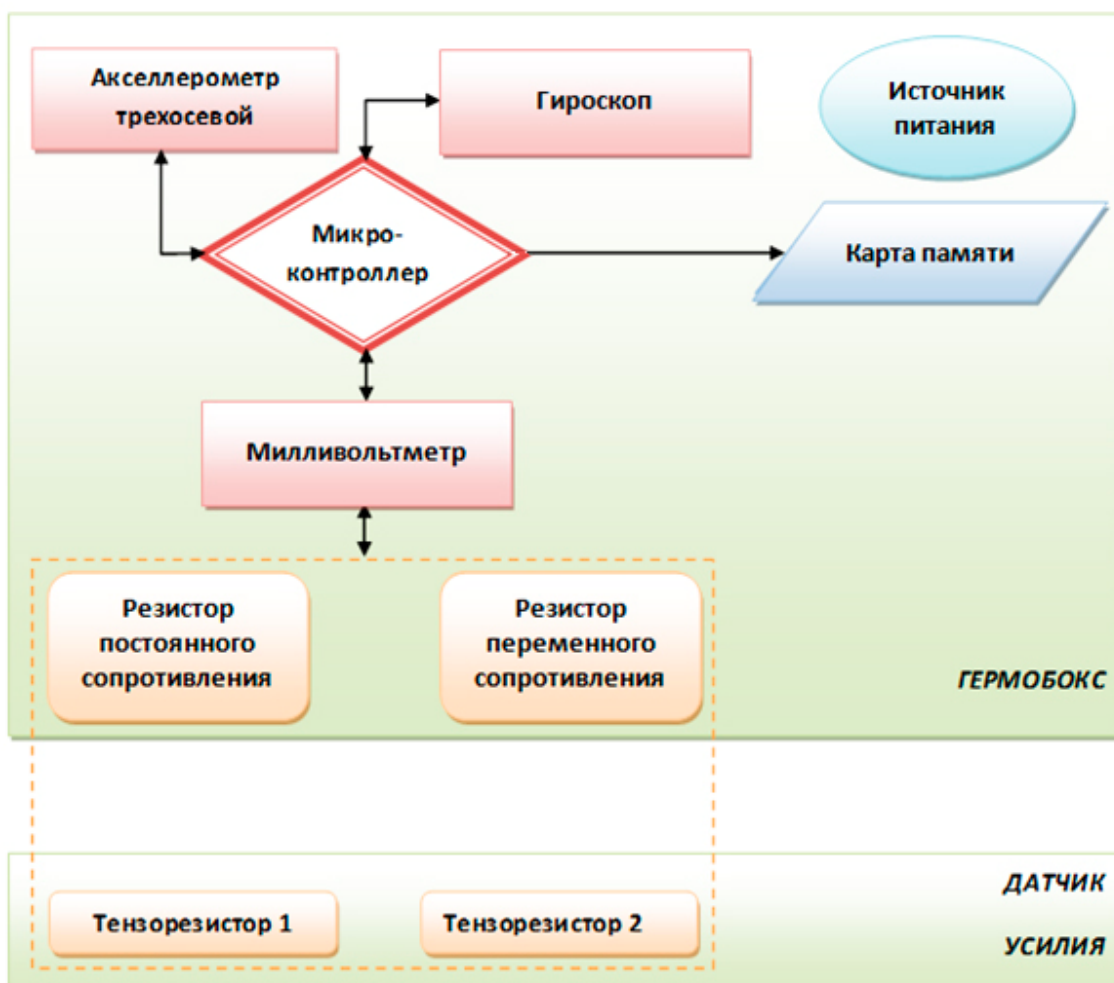 Акселлерометр
трехосевой
Гироскоп
Источник
питания
Микро-
контроллер
Карта памяти
Милливольтметр
Резистор
постоянного
сопротивления
Резистор
переменного
сопротивления
ГЕРМОБОКС
ДАТЧИК
УСИЛИЯ
Тензорезистор 1
Тензорезистор 2